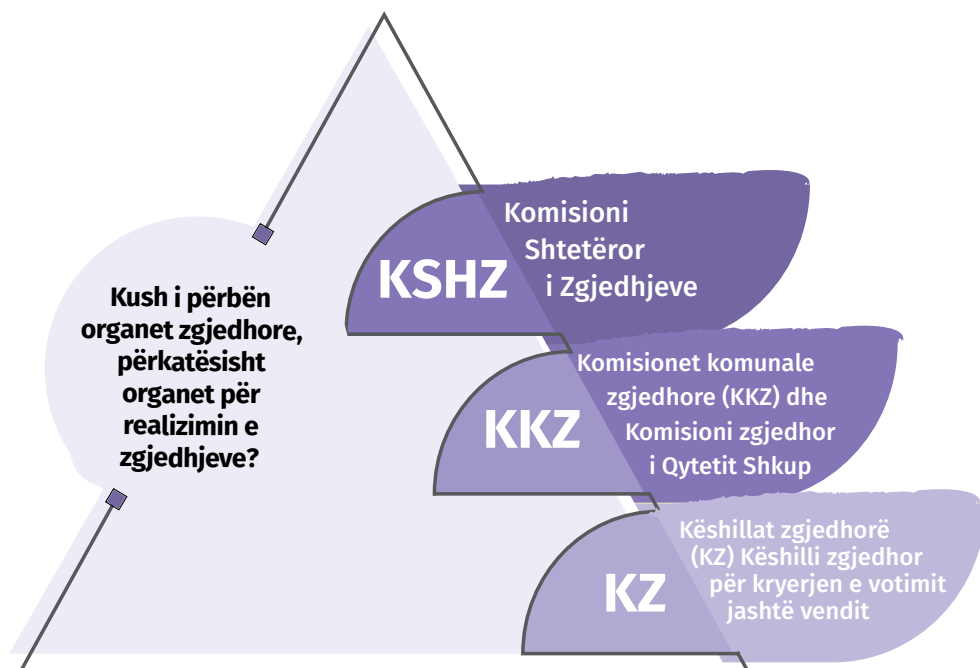 Kush i përbën
organet zgjedhore,
përkatësisht
organet për
realizimin e
zgjedhjeve?
KSHZ
Komisioni
Shtetëror
i Zgjedhjeve
KKZ
Komisionet komunale
zgjedhore (KKZ) dhe
Komisioni zgjedhor
i Qytetit Shkup
KZ
Këshillat zgjedhorë
(KZ) Këshilli zgjedhor
për kryerjen e votimit
jashtë vendit